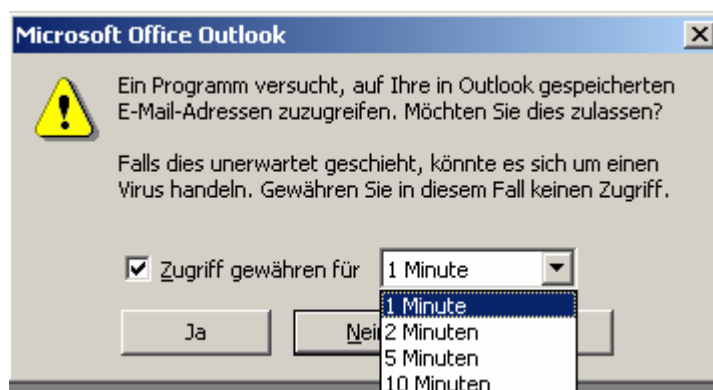 Microsoft Office Outlook
Ein Programm versucht, auf Ihre in Outlook gespeicherten
E-Mail-Adressen zuzugreifen. Möchten Sie dies zulassen?
Falls dies unerwartet geschieht, könnte es sich um einen
Virus handeln. Gewähren Sie in diesem Fall keinen Zugriff.
Zugriff gewähren für 1 Minute
1 Minute
Ja
2 Minuten
5 Minuten
10 Minuten